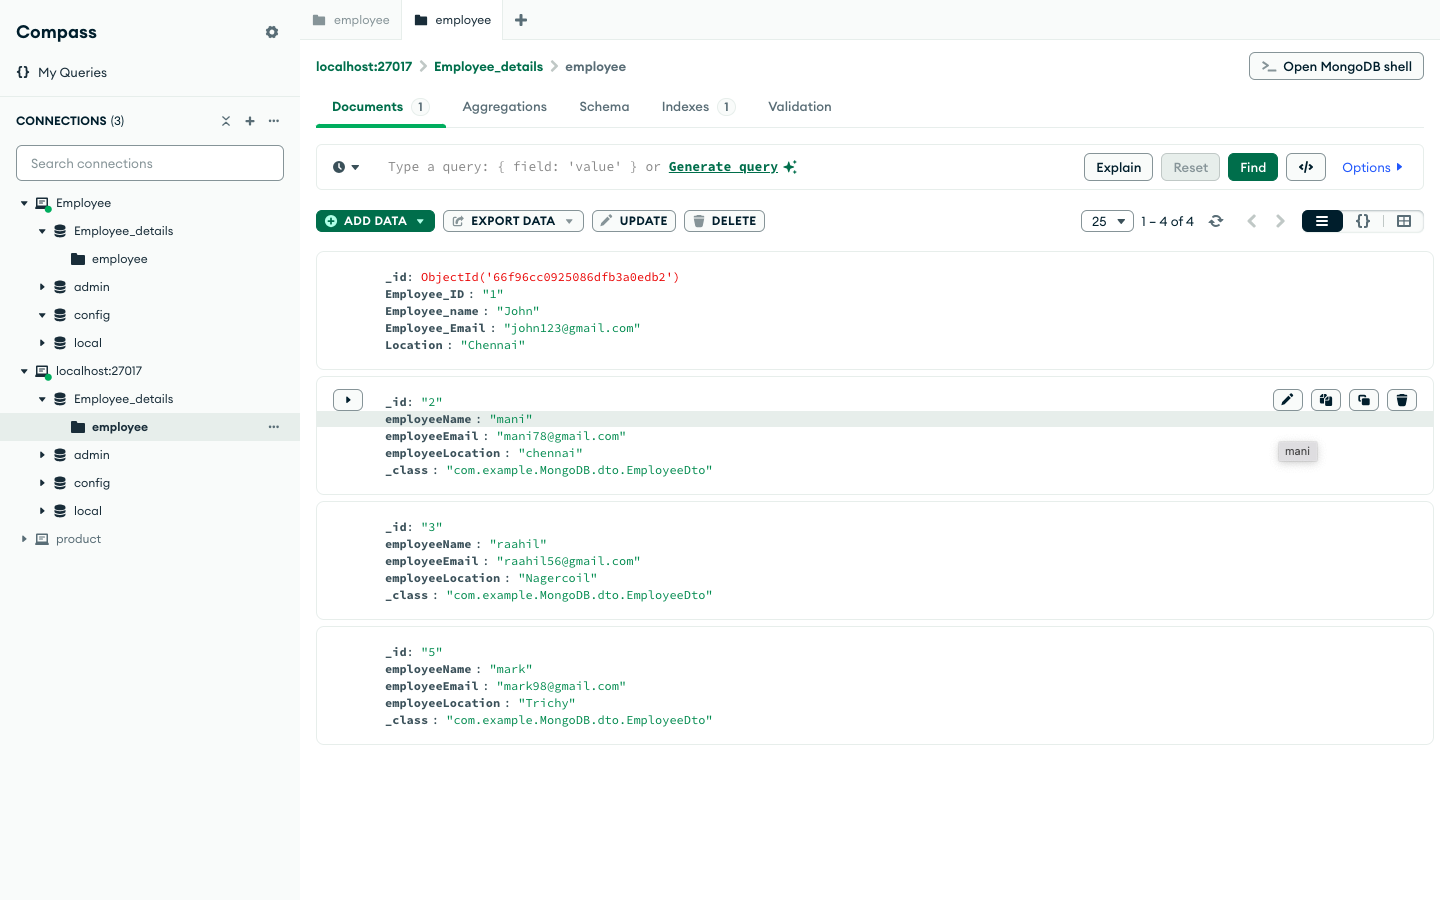 Compass
{} My Queries
CONNECTIONS (3)
Search connections
Employee
Employee_details
employee
admin
config
local
localhost:27017
Employee_details
employee
admin
config
local
product
employee
employee
localhost:27017 > Employee_details > employee
>_ Open MongoDB shell
Documents 1 Aggregations Schema Indexes 1 Validation
Type a query: { field: 'value' } or Generate query
Explain Reset Find </> Options
ADD DATA EXPORT DATA UPDATE DELETE
25 1 – 4 of 4 {}
_id: ObjectId('66f96cc0925086dfb3a0edb2')
Employee_ID : "1"
Employee_name : "John"
Employee_Email : "john123@gmail.com"
Location : "Chennai"
_id: "2"
employeeName : "mani"
employeeEmail : "mani78@gmail.com"
employeeLocation : "chennai"
_class : "com.example.MongoDB.dto.EmployeeDto"
mani
_id: "3"
employeeName : "raahil"
employeeEmail : "raahil56@gmail.com"
employeeLocation : "Nagercoil"
_class : "com.example.MongoDB.dto.EmployeeDto"
_id: "5"
employeeName : "mark"
employeeEmail : "mark98@gmail.com"
employeeLocation : "Trichy"
_class : "com.example.MongoDB.dto.EmployeeDto"